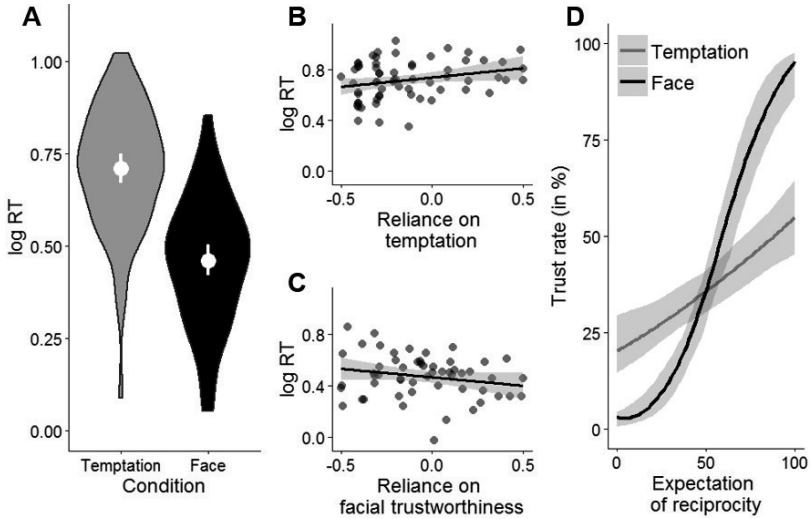 A
log RT
1.00
0.75
0.50
0.25
0.00
Temptation Face
Condition
B
log RT
0.8
0.4
0.0
-0.5 0.0 0.5
Reliance on
temptation
C
log RT
0.8
0.4
0.0
-0.5 0.0 0.5
Reliance on
facial trustworthiness
D
Trust rate (in %)
100
75
50
25
0
Temptation
Face
0 50 100
Expectation
of reciprocity